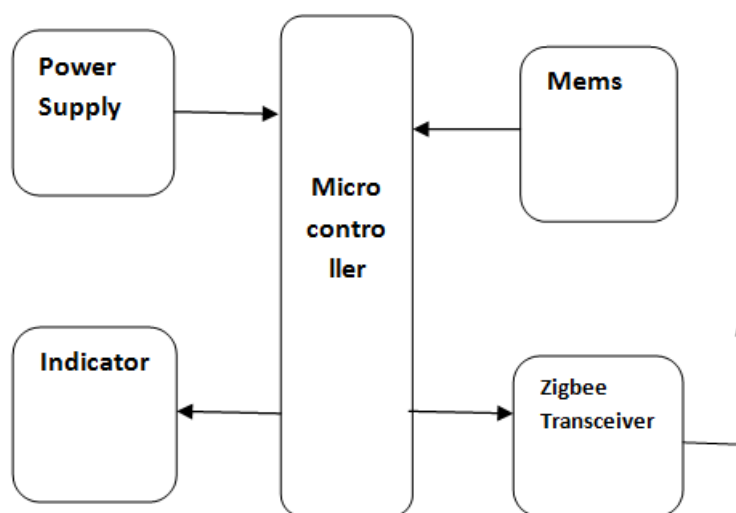 Power
Supply
Mems
Micro
contro
ller
Indicator
Zigbee
Transceiver